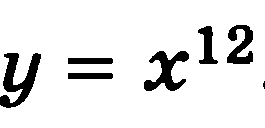 y = x¹².